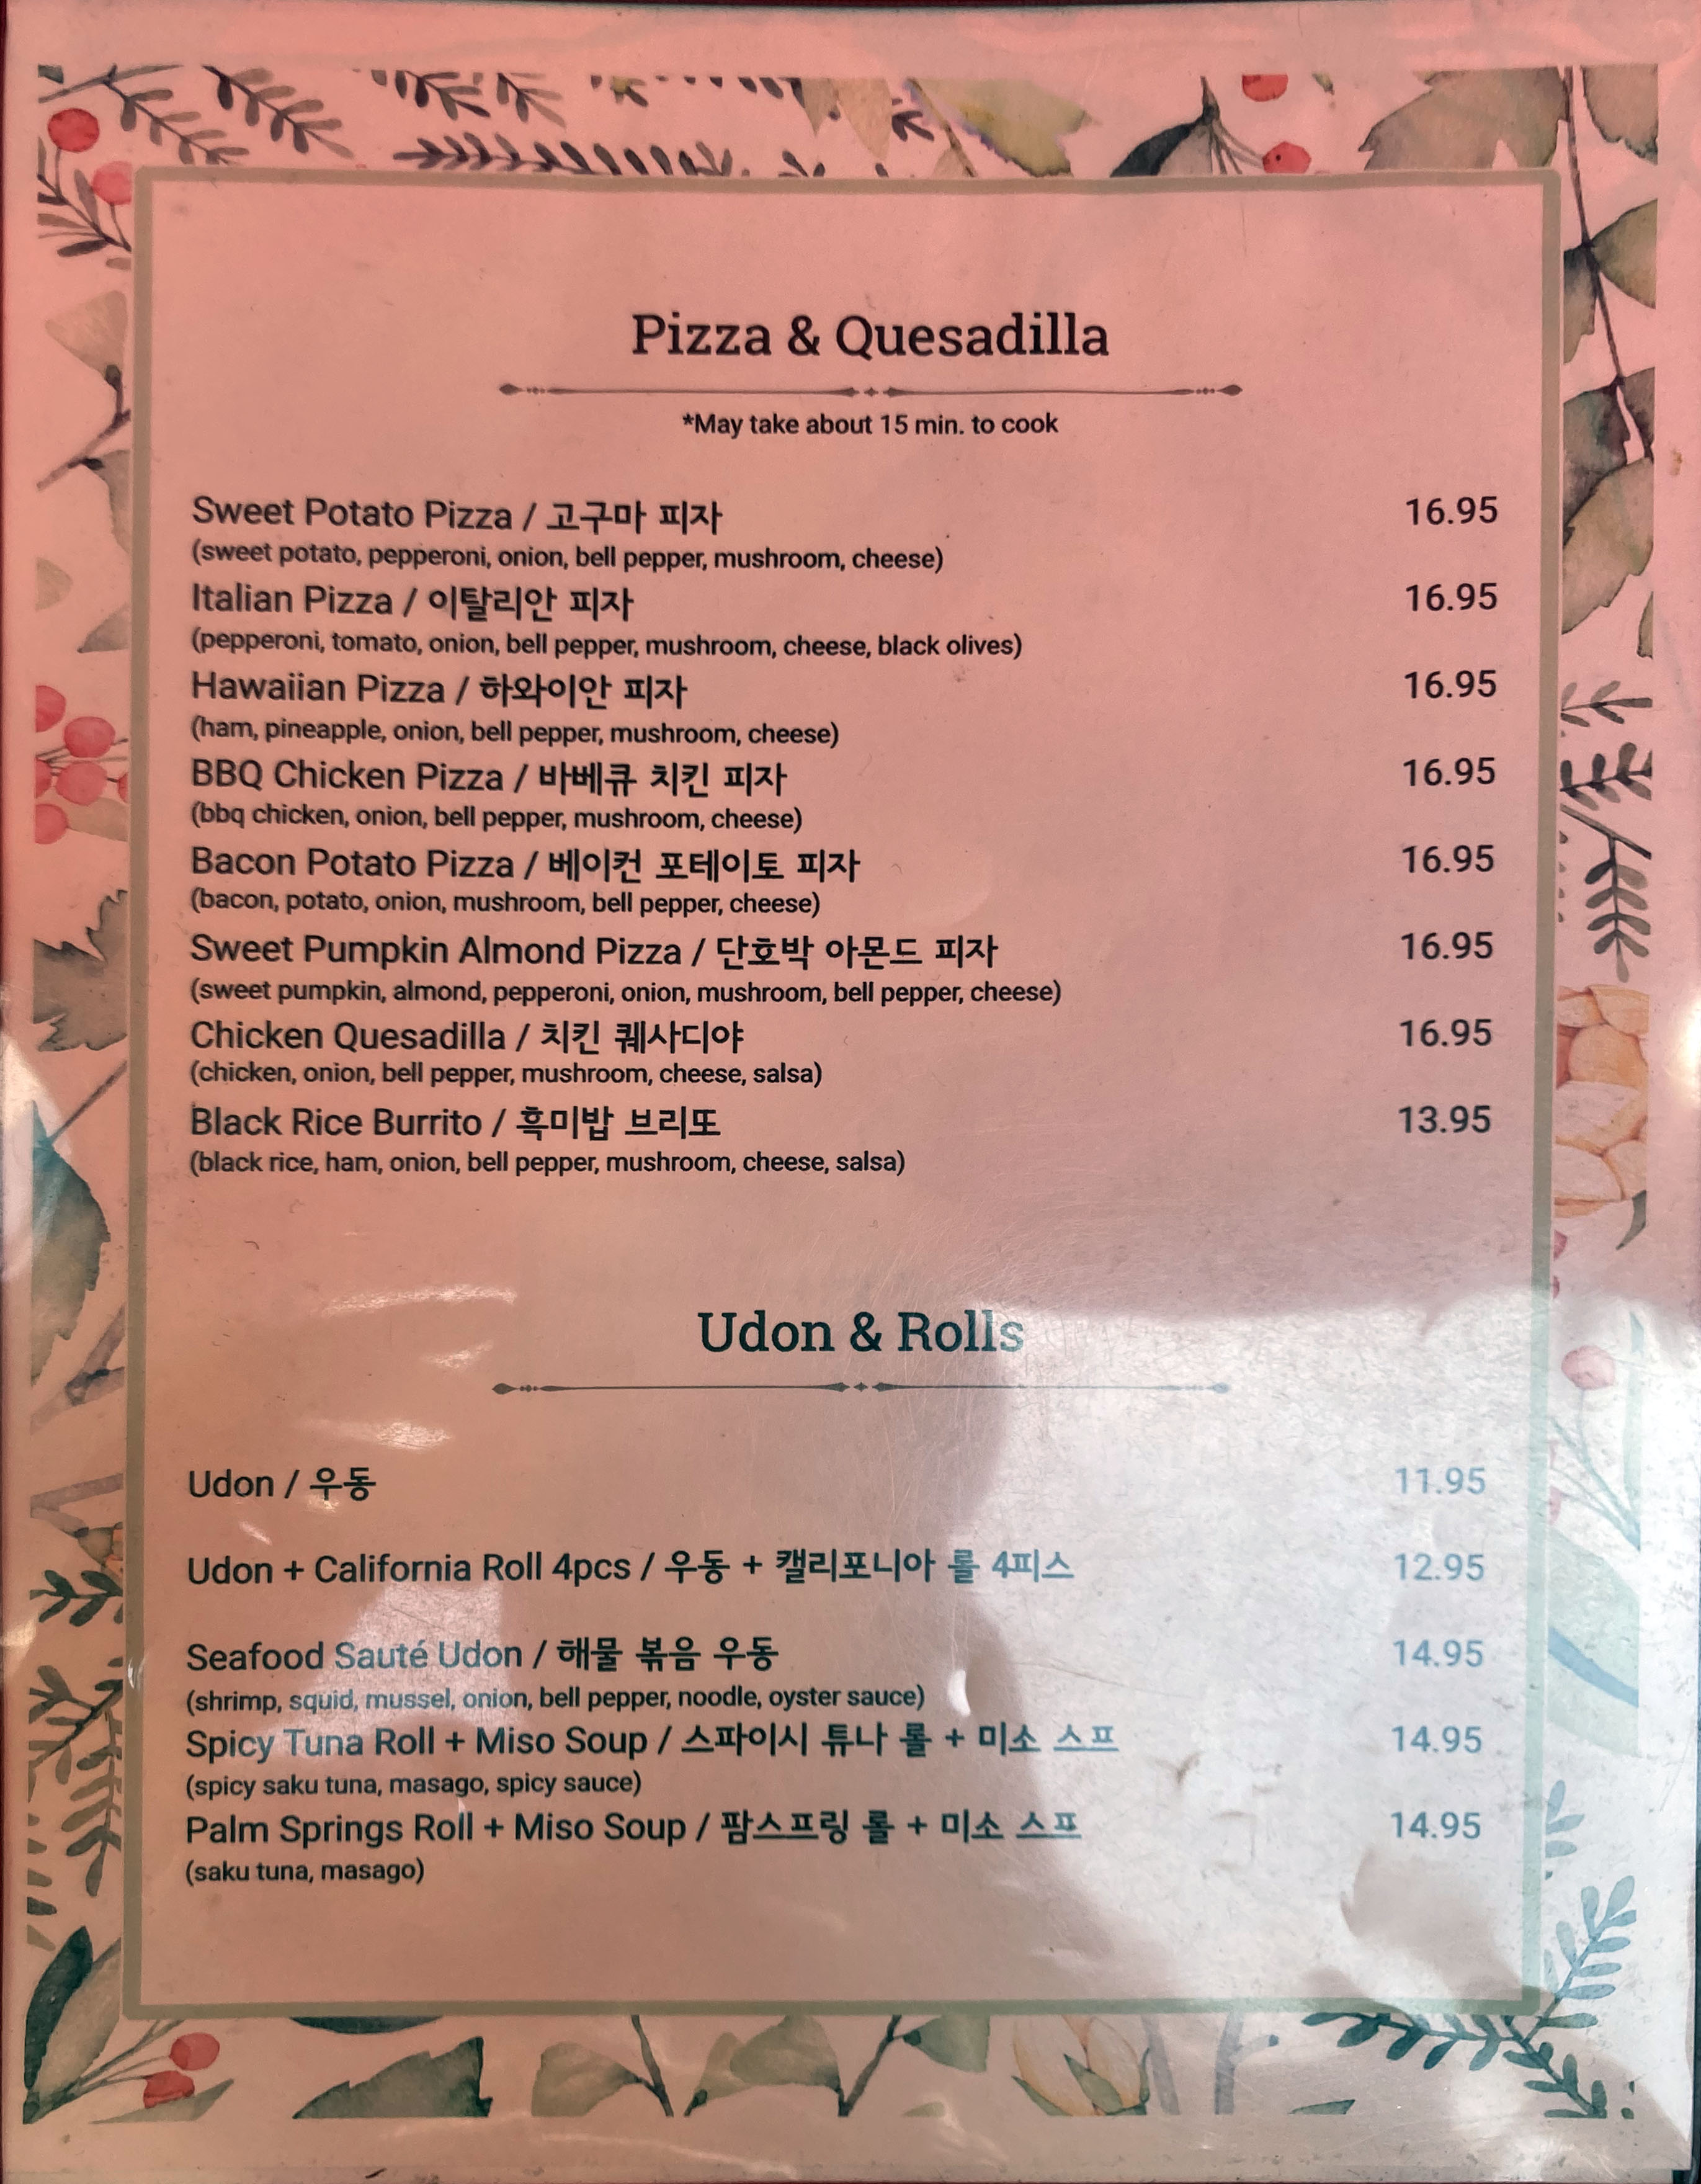 Pizza & Quesadilla
*May take about 15 min. to cook
Sweet Potato Pizza / 고구마 피자 16.95
(sweet potato, pepperoni, onion, bell pepper, mushroom, cheese)
Italian Pizza / 이탈리안 피자 16.95
(pepperoni, tomato, onion, bell pepper, mushroom, cheese, black olives)
Hawaiian Pizza / 하와이안 피자 16.95
(ham, pineapple, onion, bell pepper, mushroom, cheese)
BBQ Chicken Pizza / 바베큐 치킨 피자 16.95
(bbq chicken, onion, bell pepper, mushroom, cheese)
Bacon Potato Pizza / 베이컨 포테이토 피자 16.95
(bacon, potato, onion, mushroom, bell pepper, cheese)
Sweet Pumpkin Almond Pizza / 단호박 아몬드 피자 16.95
(sweet pumpkin, almond, pepperoni, onion, mushroom, bell pepper, cheese)
Chicken Quesadilla / 치킨 퀘사디야 16.95
(chicken, onion, bell pepper, mushroom, cheese, salsa)
Black Rice Burrito / 흑미밥 브리또 13.95
(black rice, ham, onion, bell pepper, mushroom, cheese, salsa)
Udon & Rolls
Udon / 우동 11.95
Udon + California Roll 4pcs / 우동 + 캘리포니아 롤 4피스 12.95
Seafood Sauté Udon / 해물 볶음 우동 14.95
(shrimp, squid, mussel, onion, bell pepper, noodle, oyster sauce)
Spicy Tuna Roll + Miso Soup / 스파이시 튜나 롤 + 미소 스프 14.95
(spicy saku tuna, masago, spicy sauce)
Palm Springs Roll + Miso Soup / 팜스프링 롤 + 미소 스프 14.95
(saku tuna, masago)